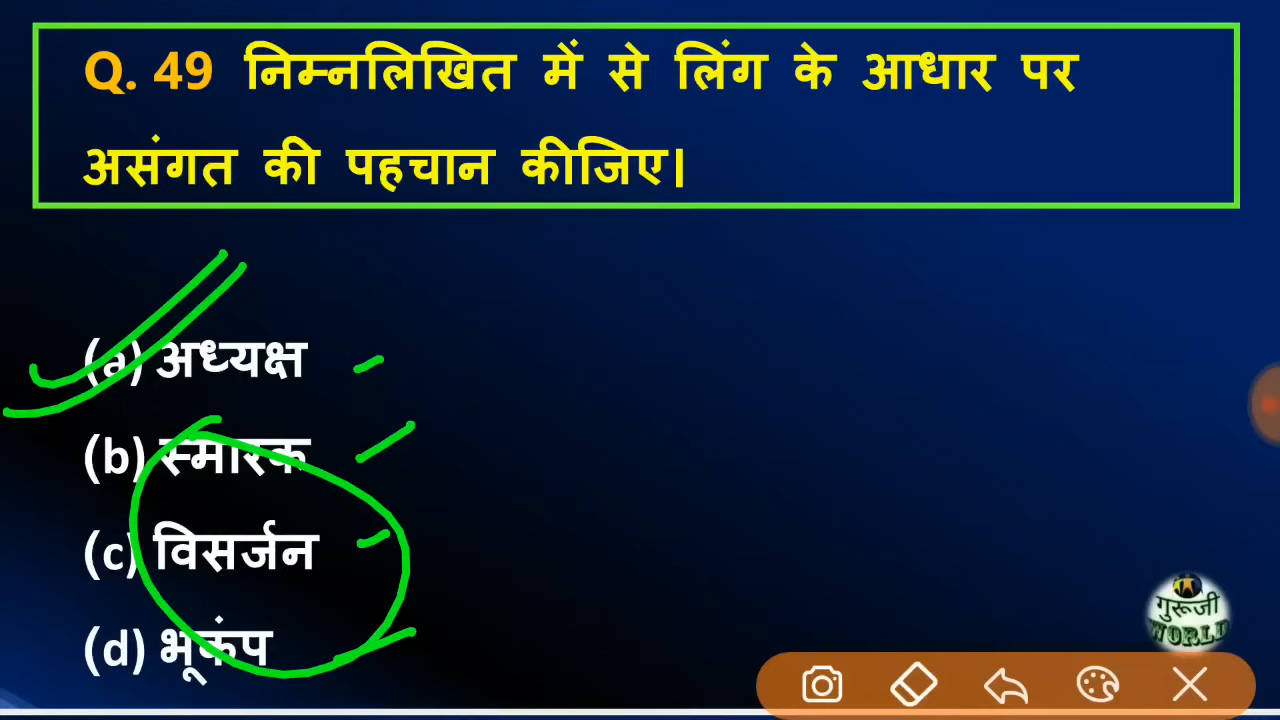 Q. 49 निम्नलिखित में से लिंग के आधार पर
असंगत की पहचान कीजिए।
(a) अध्यक्ष
(b) स्मारक
(c) विसर्जन
(d) भूकंप
गुरूजी
WORLD